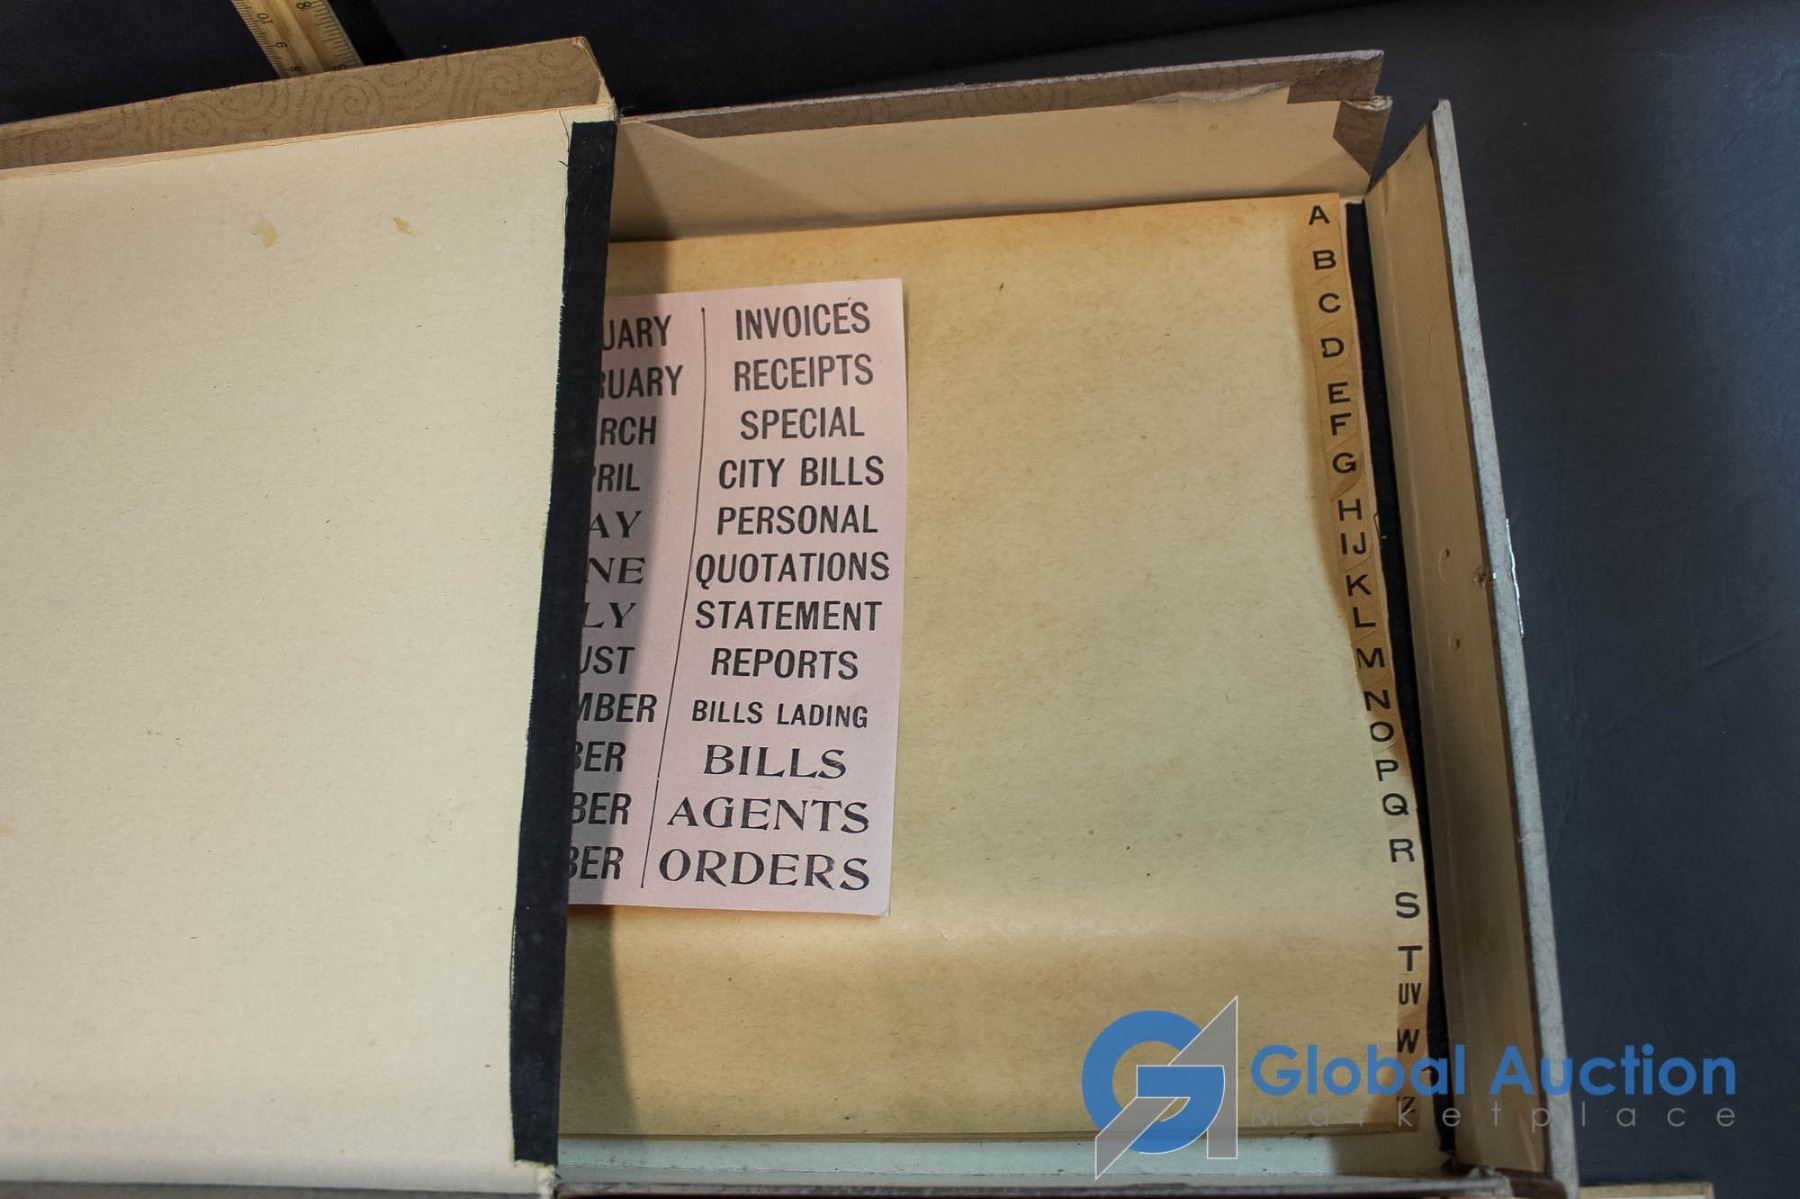 UARY INVOICES
RUARY RECEIPTS
RCH SPECIAL
PRIL CITY BILLS
AY PERSONAL
NE QUOTATIONS
LY STATEMENT
UST REPORTS
MBER BILLS LADING
BER BILLS
BER AGENTS
BER ORDERS
A
B
C
D
E
F
G
H
IJ
K
L
M
N
O
P
Q
R
S
T
UV
W
Z
Global Auction
Marketplace